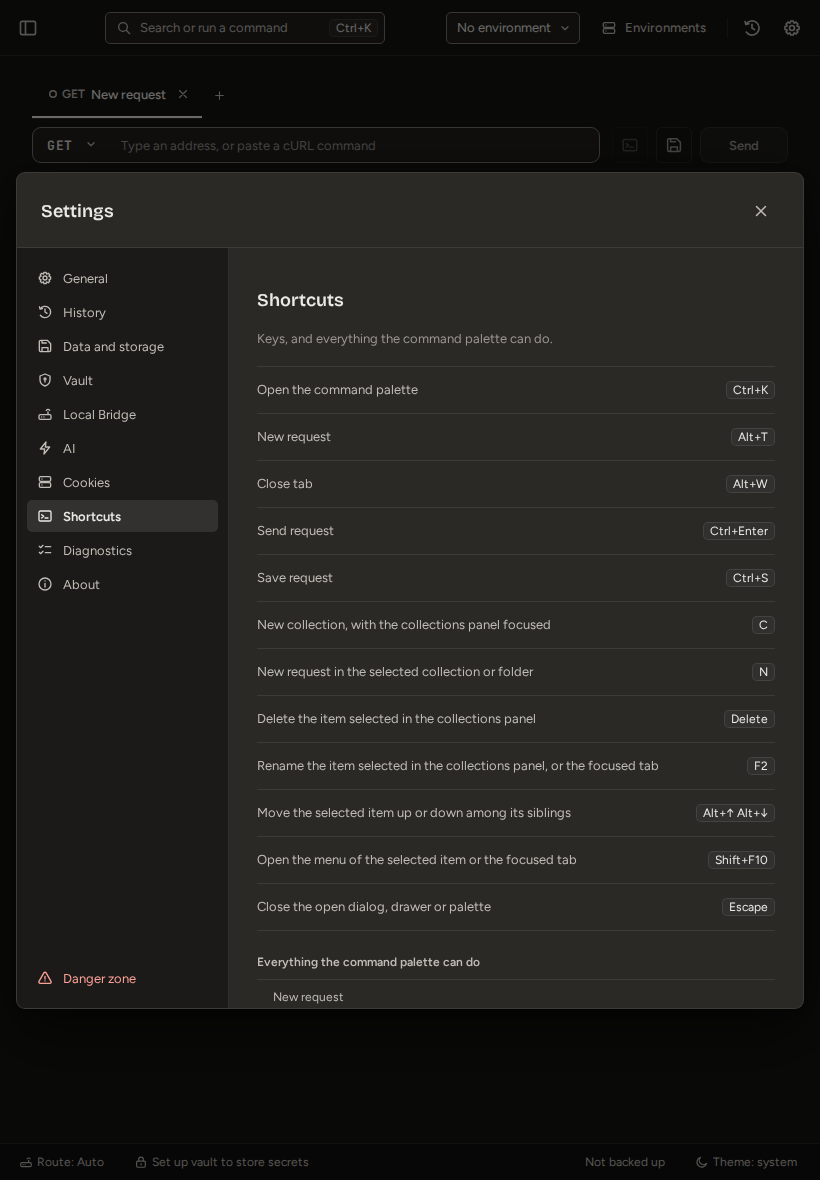 Search or run a command Ctrl+K No environment Environments
GET New request
GET Type an address, or paste a cURL command Send
Settings
General
History
Data and storage
Vault
Local Bridge
AI
Cookies
Shortcuts
Diagnostics
About
Danger zone
Shortcuts
Keys, and everything the command palette can do.
Open the command palette Ctrl+K
New request Alt+T
Close tab Alt+W
Send request Ctrl+Enter
Save request Ctrl+S
New collection, with the collections panel focused C
New request in the selected collection or folder N
Delete the item selected in the collections panel Delete
Rename the item selected in the collections panel, or the focused tab F2
Move the selected item up or down among its siblings Alt+↑ Alt+↓
Open the menu of the selected item or the focused tab Shift+F10
Close the open dialog, drawer or palette Escape
Everything the command palette can do
New request
Route: Auto Set up vault to store secrets Not backed up Theme: system